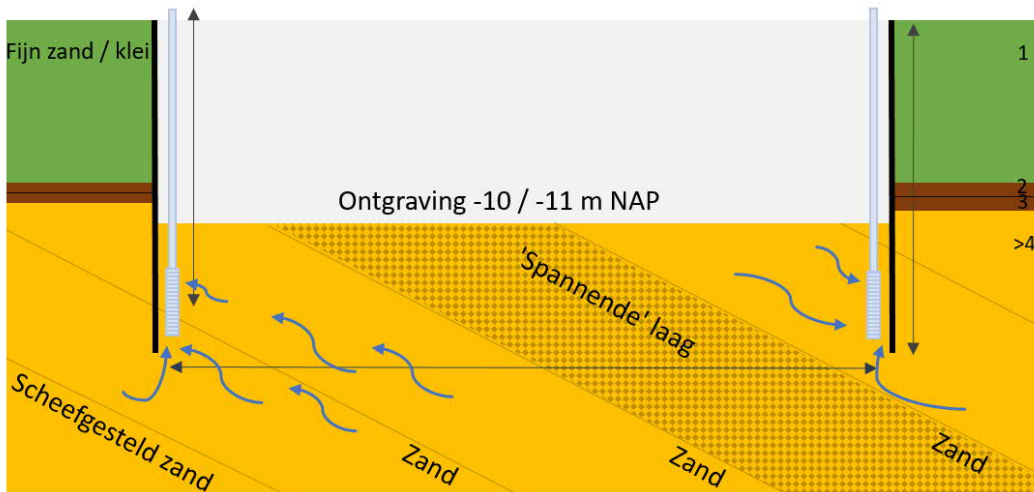 Fijn zand / klei
1
2
3
>4
Ontgraving -10 / -11 m NAP
'Spannende' laag
Scheefgesteld zand
Zand
Zand
Zand